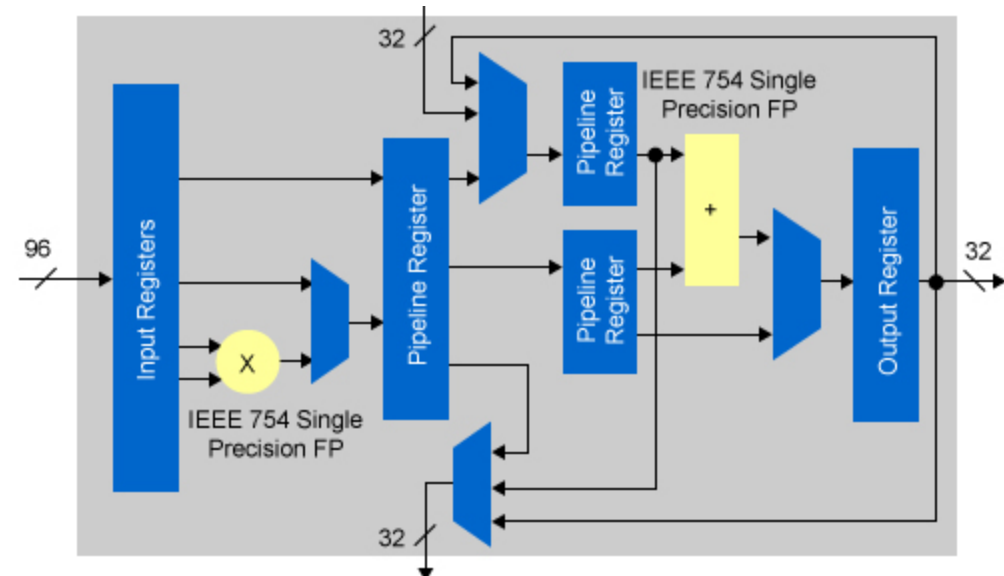 32
IEEE 754 Single
Precision FP
Pipeline
Register
+
96
Input Registers
Pipeline Register
Pipeline
Register
Output Register
32
X
IEEE 754 Single
Precision FP
32